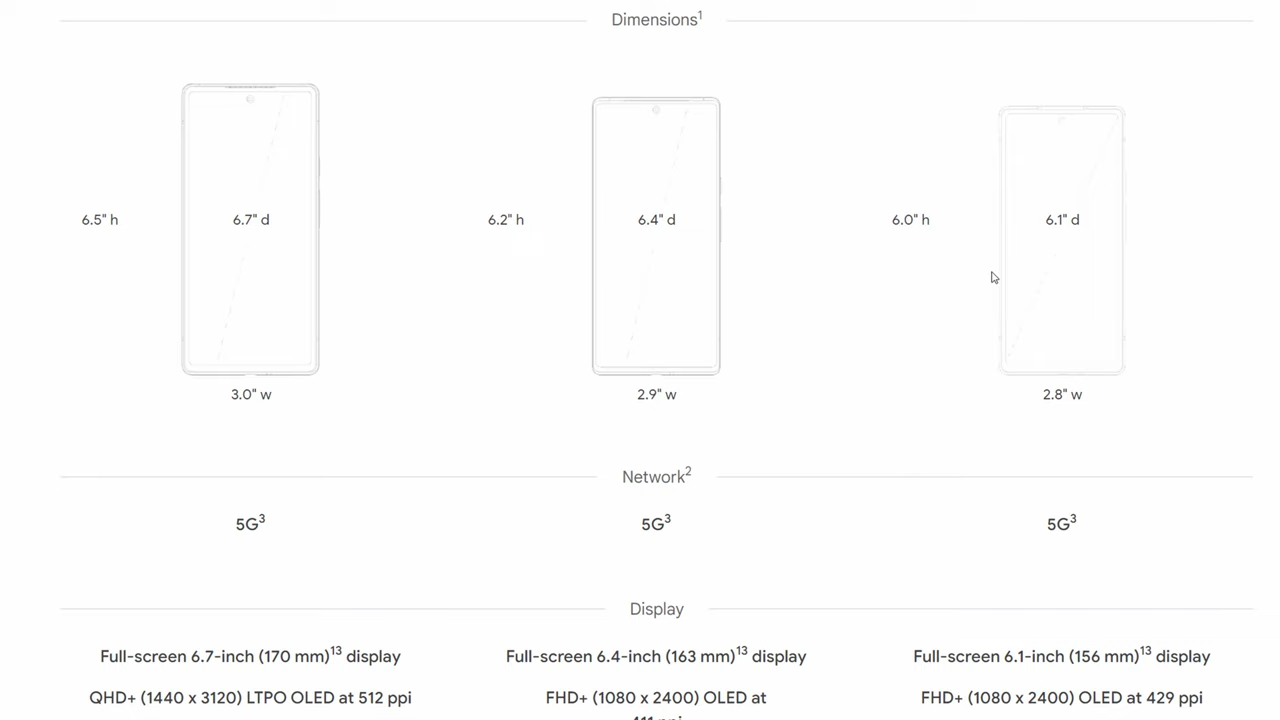 Dimensions1
6.5" h
6.7" d
6.2" h
6.4" d
6.0" h
6.1" d
3.0" w
2.9" w
2.8" w
Network2
5G3
5G3
5G3
Display
Full-screen 6.7-inch (170 mm)13 display
Full-screen 6.4-inch (163 mm)13 display
Full-screen 6.1-inch (156 mm)13 display
QHD+ (1440 x 3120) LTPO OLED at 512 ppi
FHD+ (1080 x 2400) OLED at
411 ppi
FHD+ (1080 x 2400) OLED at 429 ppi